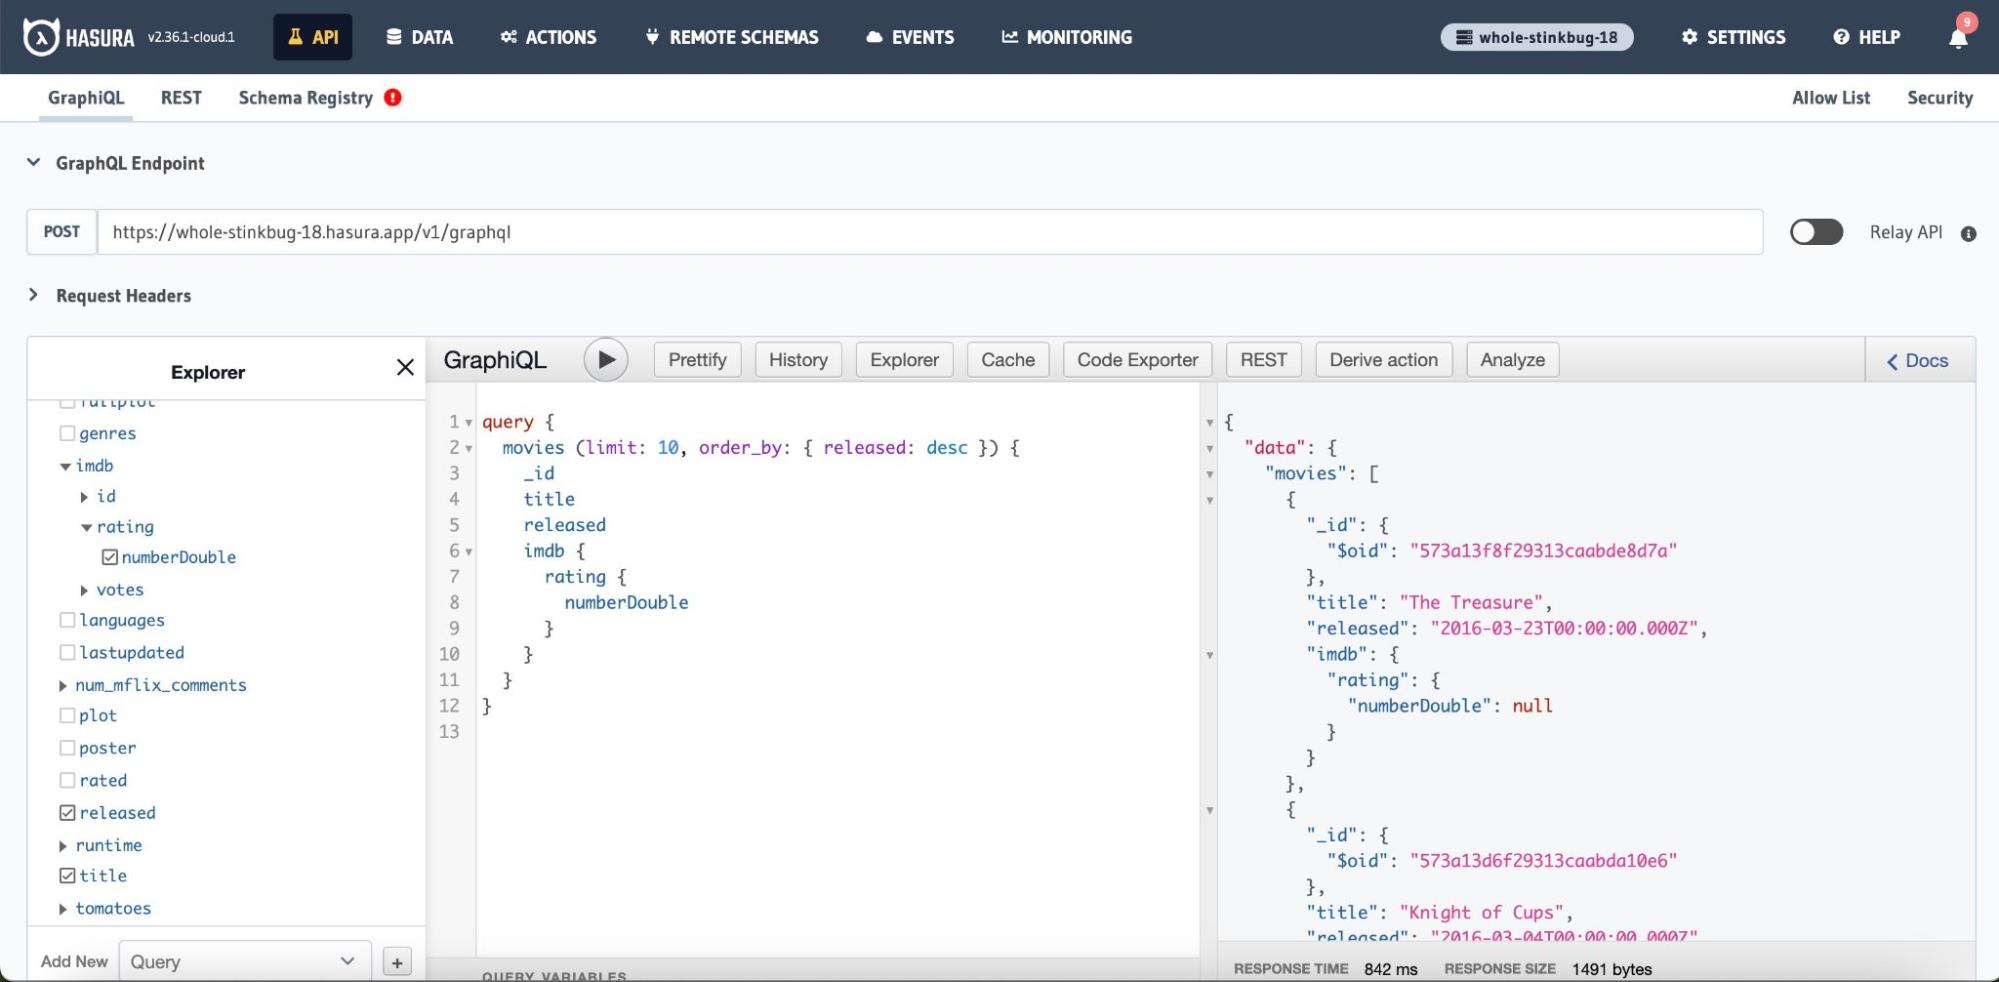 HASURA v2.36.1-cloud.1 API DATA ACTIONS REMOTE SCHEMAS EVENTS MONITORING whole-stinkbug-18 SETTINGS HELP 9
GraphiQL REST Schema Registry Allow List Security
GraphQL Endpoint
POST https://whole-stinkbug-18.hasura.app/v1/graphql Relay API
Request Headers
Explorer
fullplot
genres
imdb
id
rating
numberDouble
votes
languages
lastupdated
num_mflix_comments
plot
poster
rated
released
runtime
title
tomatoes
Add New Query +
GraphiQL Prettify History Explorer Cache Code Exporter REST Derive action Analyze Docs
1 query {
2 movies (limit: 10, order_by: { released: desc }) {
3 _id
4 title
5 released
6 imdb {
7 rating {
8 numberDouble
9 }
10 }
11 }
12 }
13
QUERY VARIABLES
{
"data": {
"movies": [
{
"_id": {
"$oid": "573a13f8f29313caabde8d7a"
},
"title": "The Treasure",
"released": "2016-03-23T00:00:00.000Z",
"imdb": {
"rating": {
"numberDouble": null
}
}
},
{
"_id": {
"$oid": "573a13d6f29313caabda10e6"
},
"title": "Knight of Cups",
"released": "2016-03-04T00:00:00.000Z"
RESPONSE TIME 842 ms RESPONSE SIZE 1491 bytes